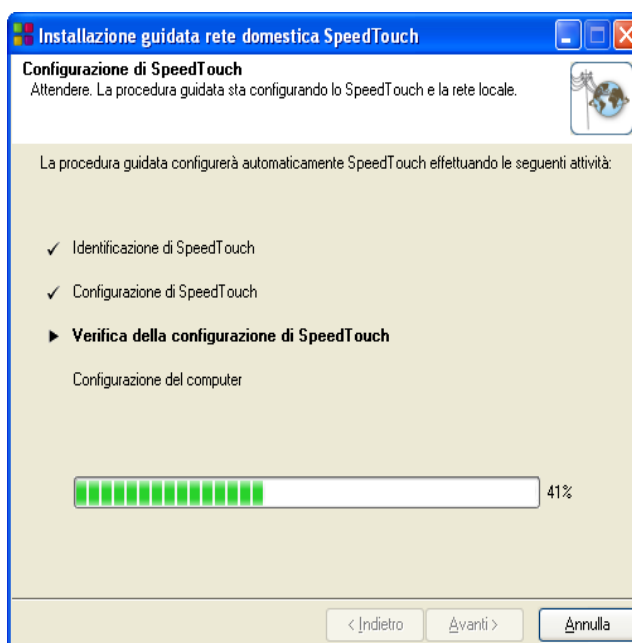 Installazione guidata rete domestica SpeedTouch
Configurazione di SpeedTouch
Attendere. La procedura guidata sta configurando lo SpeedTouch e la rete locale.
La procedura guidata configurerà automaticamente SpeedTouch effettuando le seguenti attività:
Identificazione di SpeedTouch
Configurazione di SpeedTouch
Verifica della configurazione di SpeedTouch
Configurazione del computer
41%
< Indietro
Avanti >
Annulla